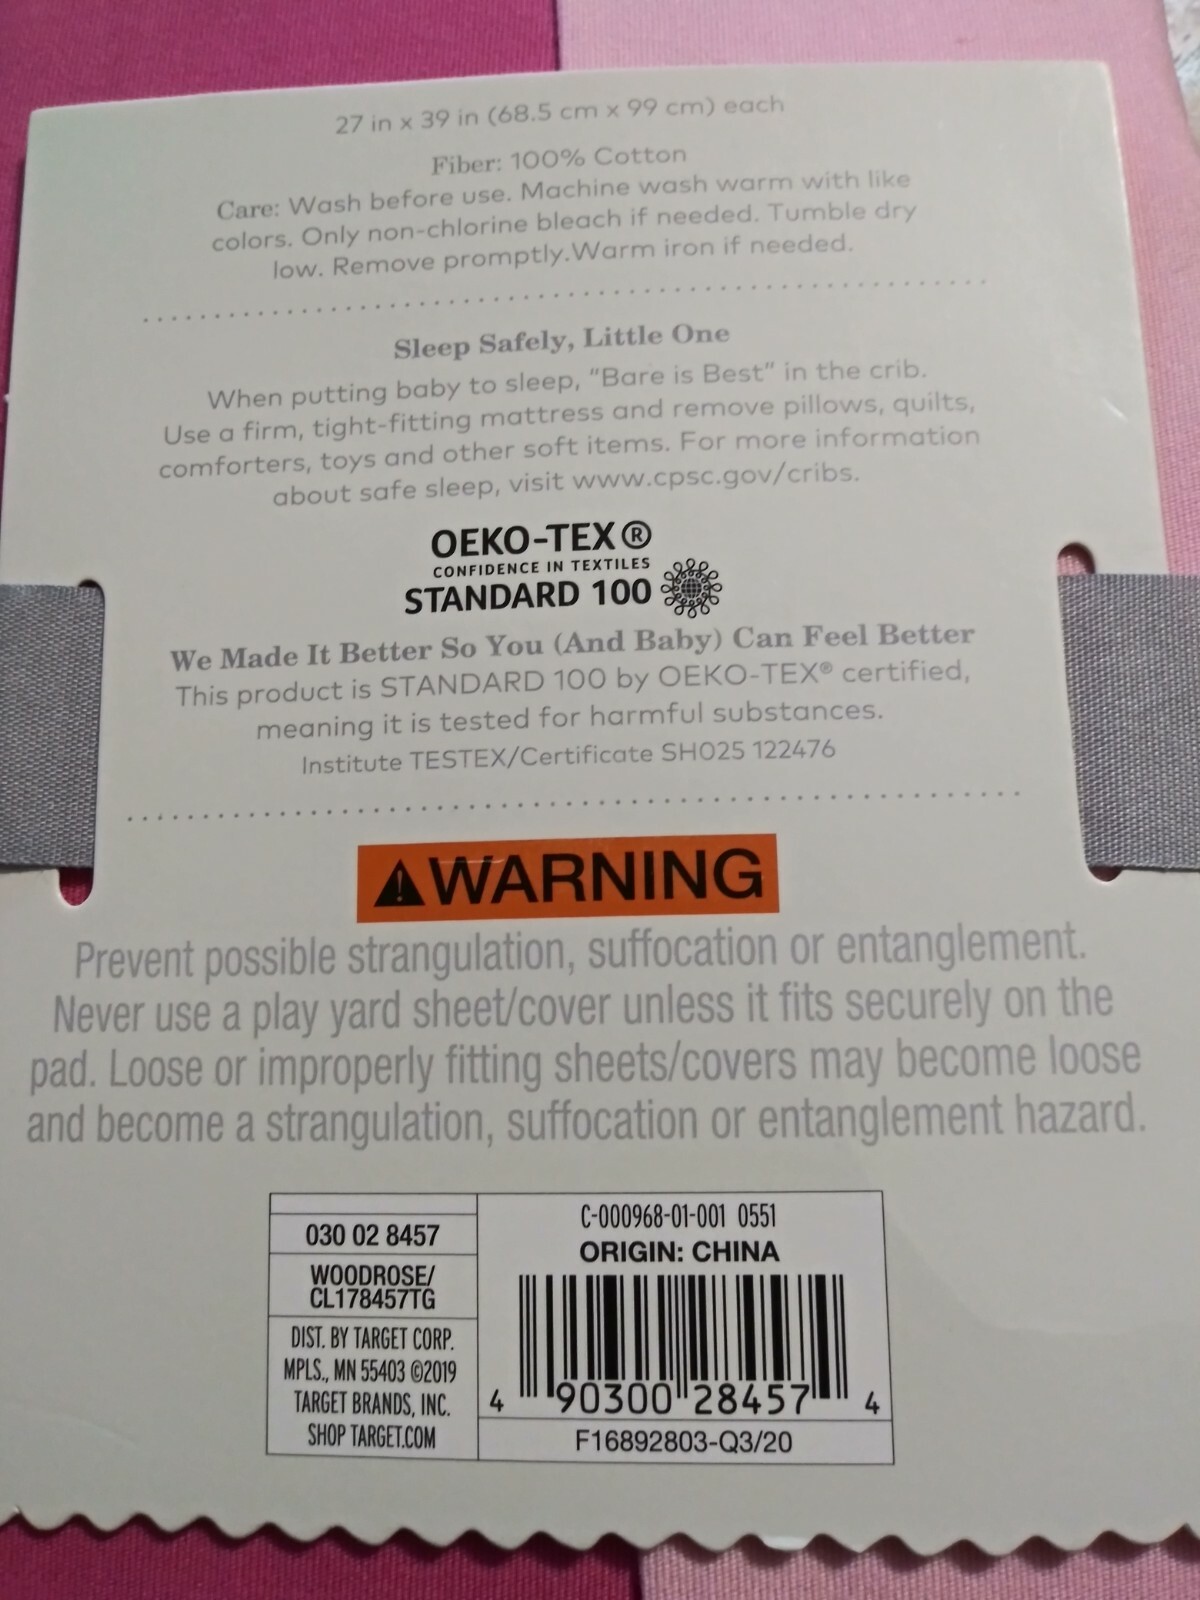 27 in x 39 in (68.5 cm x 99 cm) each
Fiber: 100% Cotton
Care: Wash before use. Machine wash warm with like
colors. Only non-chlorine bleach if needed. Tumble dry
low. Remove promptly.Warm iron if needed.
Sleep Safely, Little One
When putting baby to sleep, “Bare is Best” in the crib.
Use a firm, tight-fitting mattress and remove pillows, quilts,
comforters, toys and other soft items. For more information
about safe sleep, visit www.cpsc.gov/cribs.
OEKO-TEX®
CONFIDENCE IN TEXTILES
STANDARD 100
We Made It Better So You (And Baby) Can Feel Better
This product is STANDARD 100 by OEKO-TEX® certified,
meaning it is tested for harmful substances.
Institute TESTEX/Certificate SH025 122476
WARNING
Prevent possible strangulation, suffocation or entanglement.
Never use a play yard sheet/cover unless it fits securely on the
pad. Loose or improperly fitting sheets/covers may become loose
and become a strangulation, suffocation or entanglement hazard.
030 02 8457
WOODROSE/
CL178457TG
DIST. BY TARGET CORP.
MPLS., MN 55403 ©2019
TARGET BRANDS, INC.
SHOP TARGET.COM
C-000968-01-001 0551
ORIGIN: CHINA
4 90300 28457 4
F16892803-Q3/20